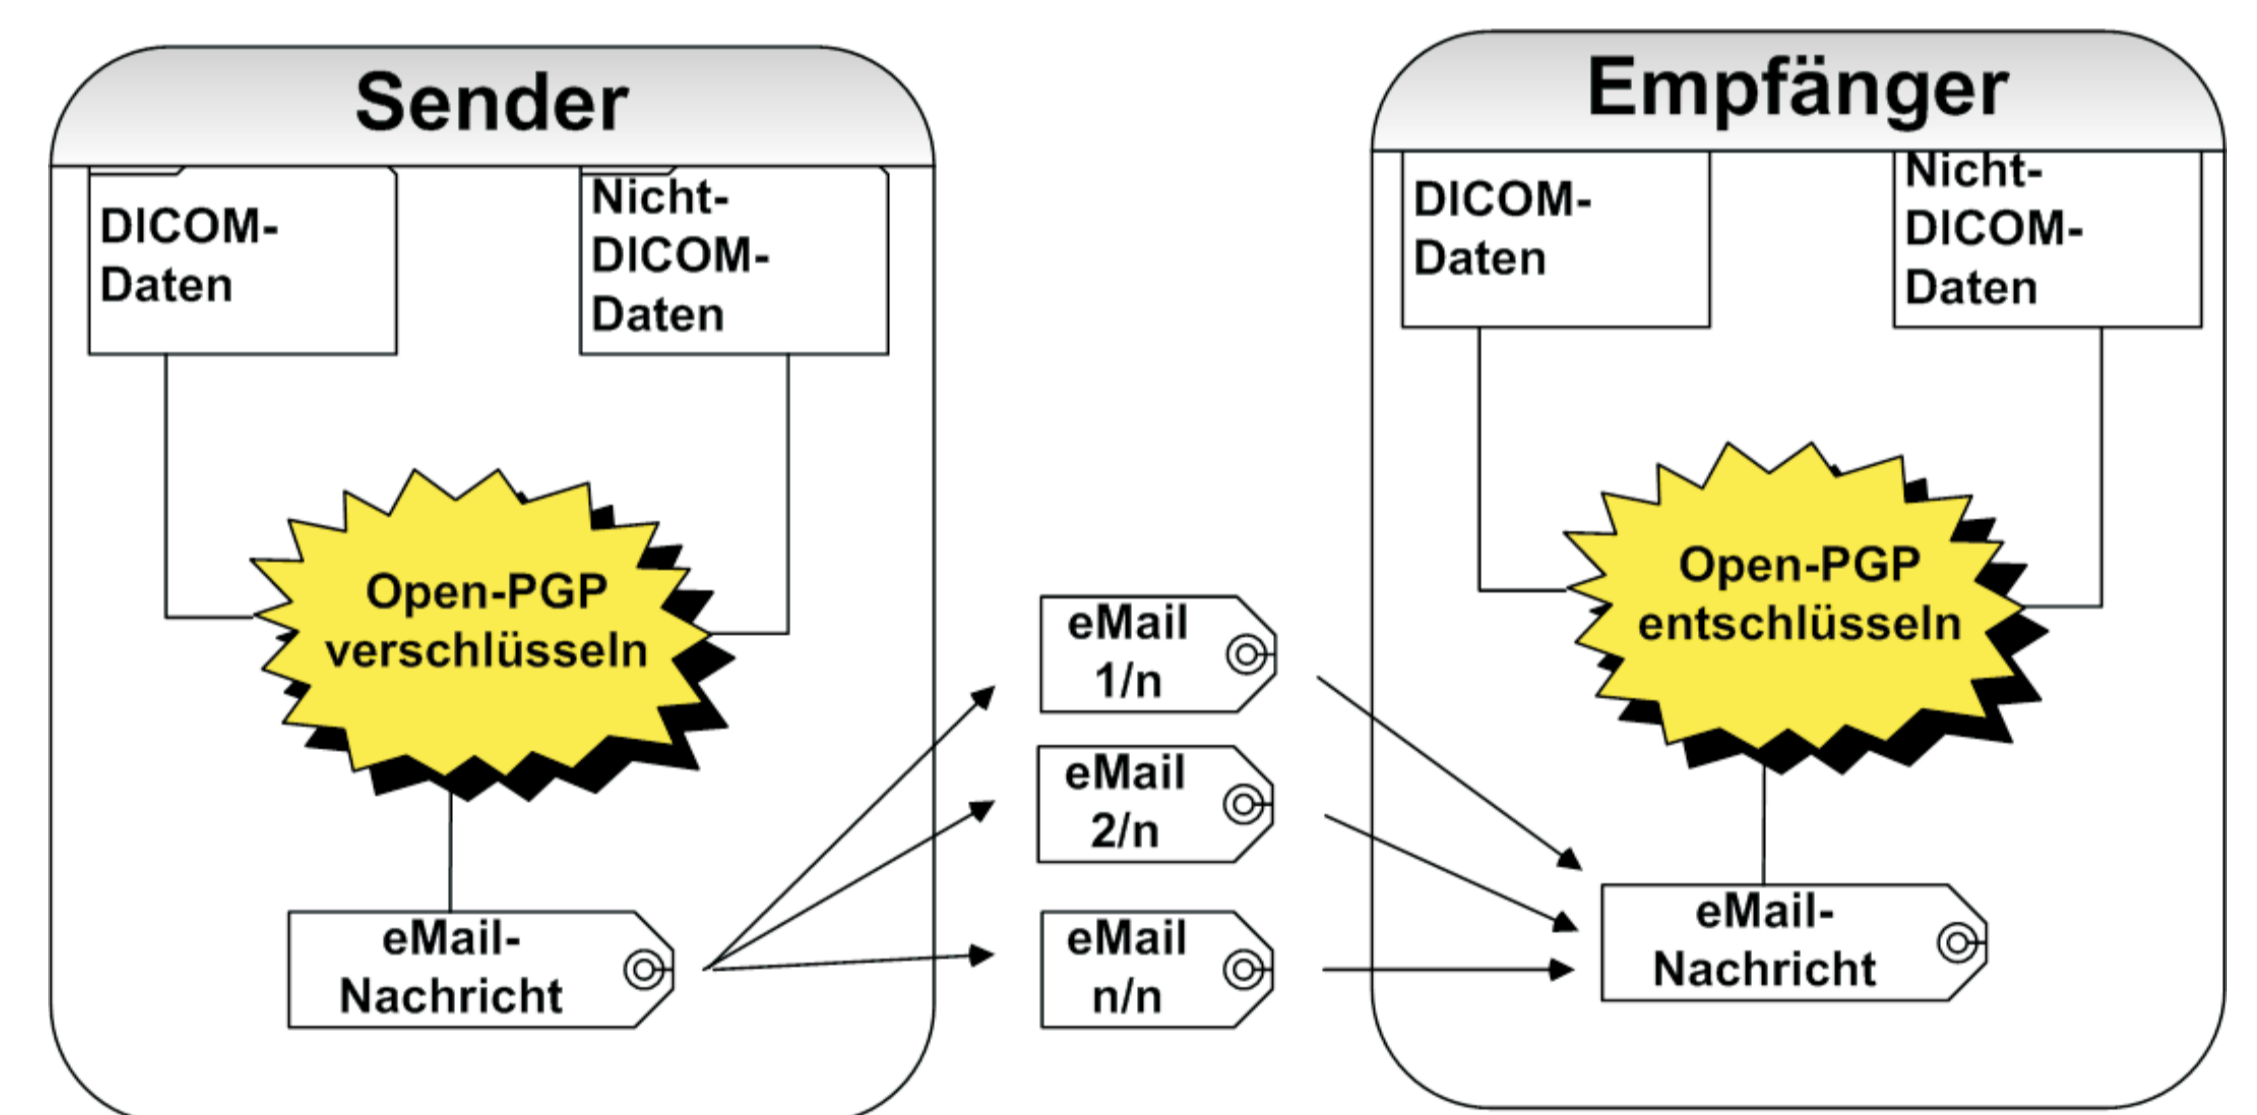 Sender
DICOM-
Daten
Nicht-
DICOM-
Daten
Open-PGP
verschlüsseln
eMail-
Nachricht
eMail
1/n
eMail
2/n
eMail
n/n
Empfänger
DICOM-
Daten
Nicht-
DICOM-
Daten
Open-PGP
entschlüsseln
eMail-
Nachricht